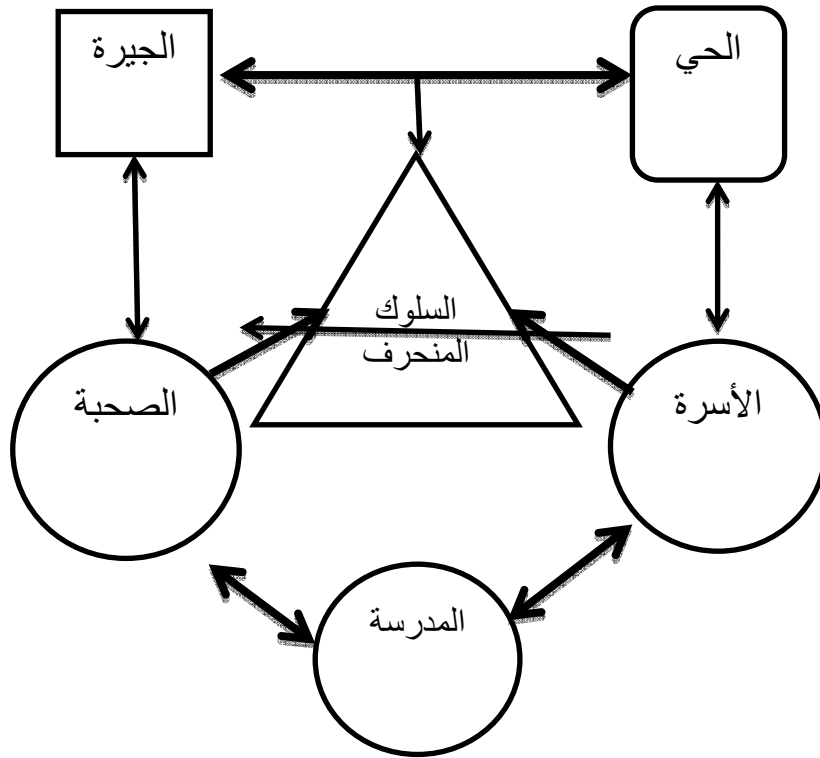 الحي
الجيرة
السلوك
المنحرف
الأسرة
الصحبة
المدرسة